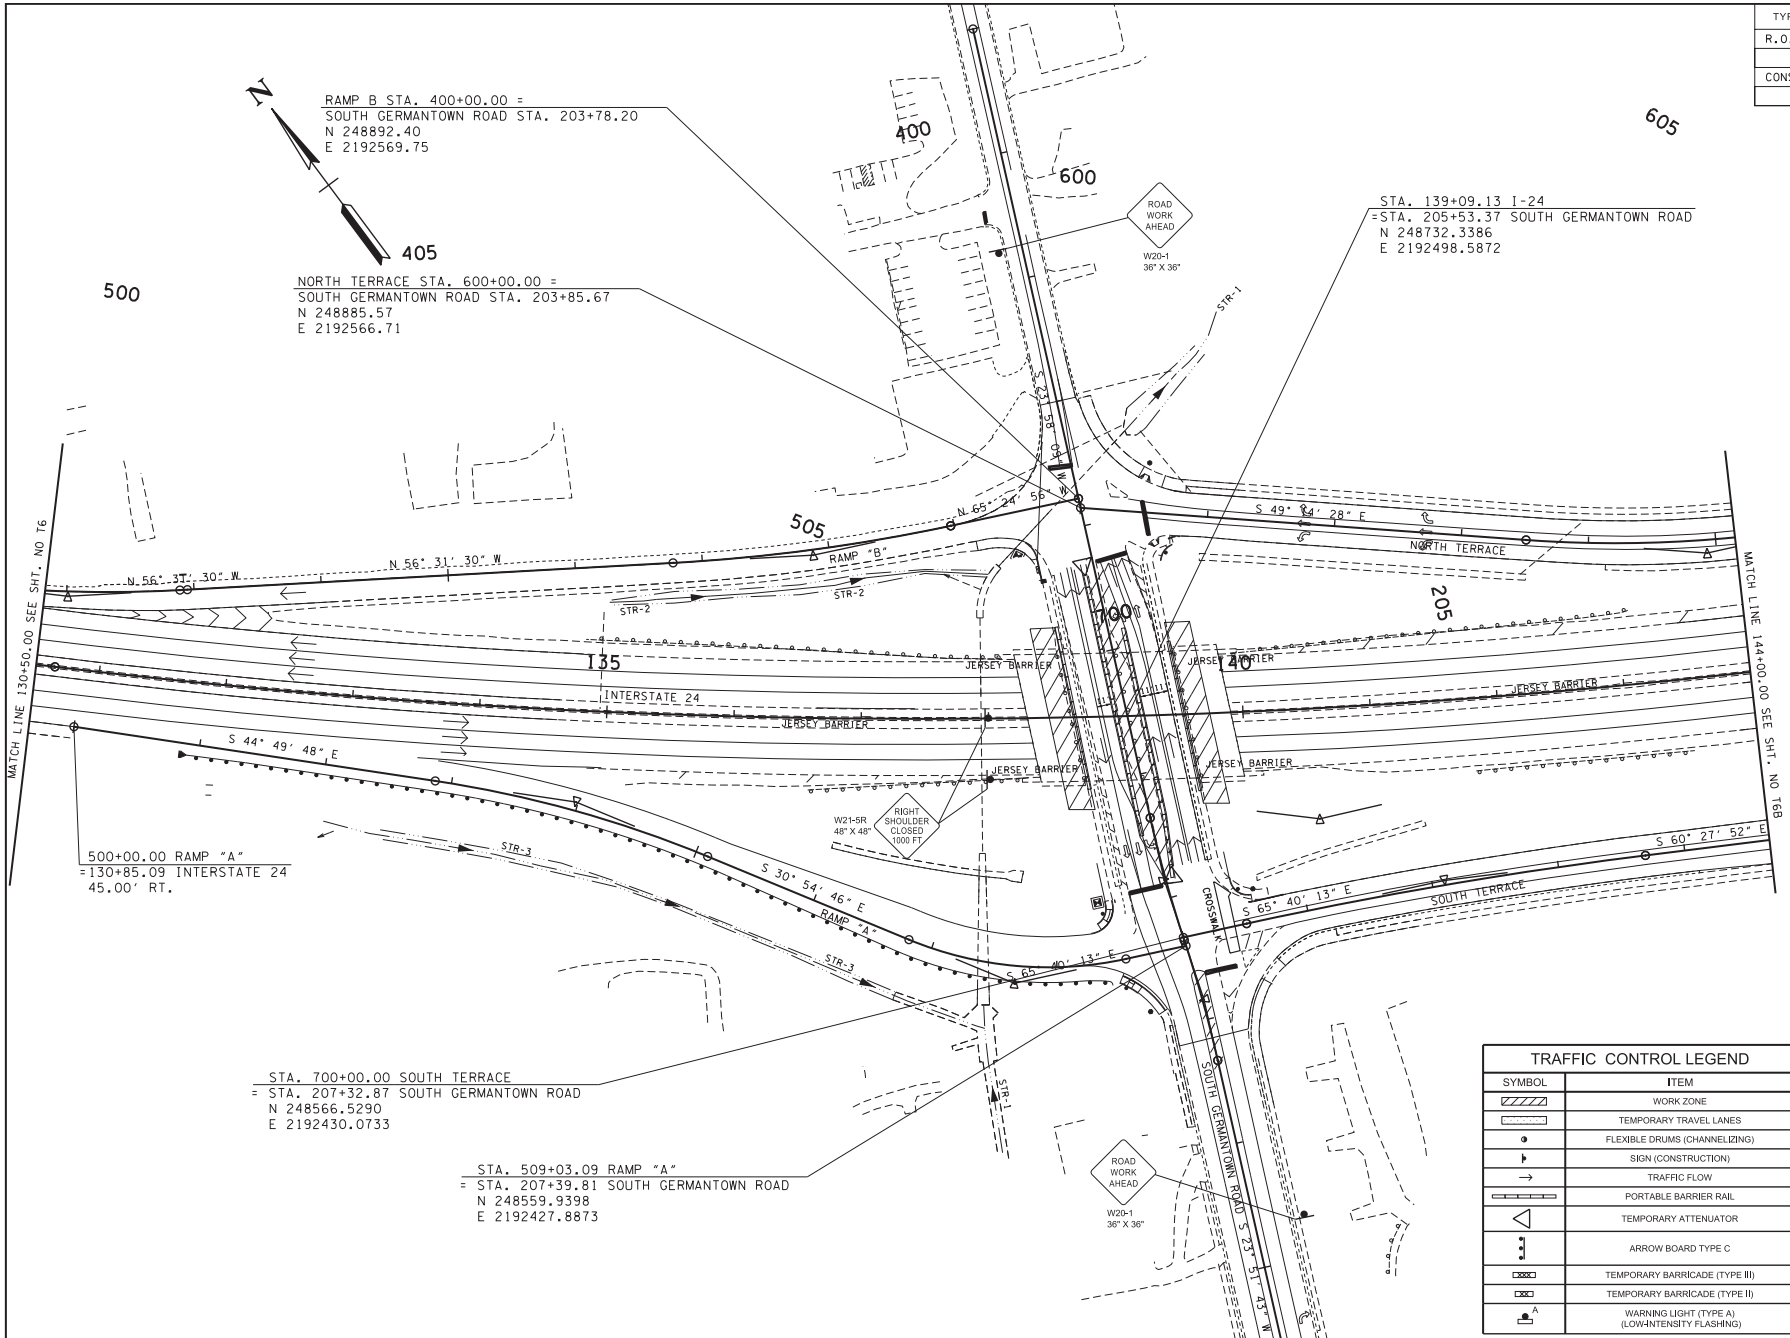 TYP
R.O.
CONS
N
RAMP B STA. 400+00.00 =
SOUTH GERMANTOWN ROAD STA. 203+78.20
N 248892.40
E 2192569.75
400
600
605
ROAD
WORK
AHEAD
W20-1
36" X 36"
STA. 139+09.13 I-24
=STA. 205+53.37 SOUTH GERMANTOWN ROAD
N 248732.3386
E 2192498.5872
405
500
NORTH TERRACE STA. 600+00.00 =
SOUTH GERMANTOWN ROAD STA. 203+85.67
N 248885.57
E 2192566.71
STR-1
S 23° 58' 09" W
N 65° 24' 56" W
505
RAMP "B"
N 56° 31' 30" W
N 56° 31' 30" W
S 49° 14' 28" E
NORTH TERRACE
MATCH LINE 130+50.00 SEE SHT. NO T6
MATCH LINE 144+00.00 SEE SHT. NO T6B
STR-2
STR-2
700
205
135
140
JERSEY BARRIER
JERSEY BARRIER
INTERSTATE 24
JERSEY BARRIER
JERSEY BARRIER
S 44° 49' 48" E
JERSEY BARRIER
JERSEY BARRIER
W21-5R
48" X 48"
RIGHT
SHOULDER
CLOSED
1000 FT
500+00.00 RAMP "A"
=130+85.09 INTERSTATE 24
45.00' RT.
STR-3
S 30° 54' 46" E
RAMP "A"
STR-3
S 65° 40' 13" E
CROSSWALK
S 65° 40' 13" E
SOUTH TERRACE
S 60° 27' 52" E
STA. 700+00.00 SOUTH TERRACE
= STA. 207+32.87 SOUTH GERMANTOWN ROAD
N 248566.5290
E 2192430.0733
STR-1
STA. 509+03.09 RAMP "A"
= STA. 207+39.81 SOUTH GERMANTOWN ROAD
N 248559.9398
E 2192427.8873
SOUTH GERMANTOWN ROAD S 23° 51' 43" W
ROAD
WORK
AHEAD
W20-1
36" X 36"
TRAFFIC CONTROL LEGEND
SYMBOL ITEM
WORK ZONE
TEMPORARY TRAVEL LANES
FLEXIBLE DRUMS (CHANNELIZING)
SIGN (CONSTRUCTION)
TRAFFIC FLOW
PORTABLE BARRIER RAIL
TEMPORARY ATTENUATOR
ARROW BOARD TYPE C
TEMPORARY BARRICADE (TYPE III)
TEMPORARY BARRICADE (TYPE II)
A WARNING LIGHT (TYPE A)
(LOW-INTENSITY FLASHING)